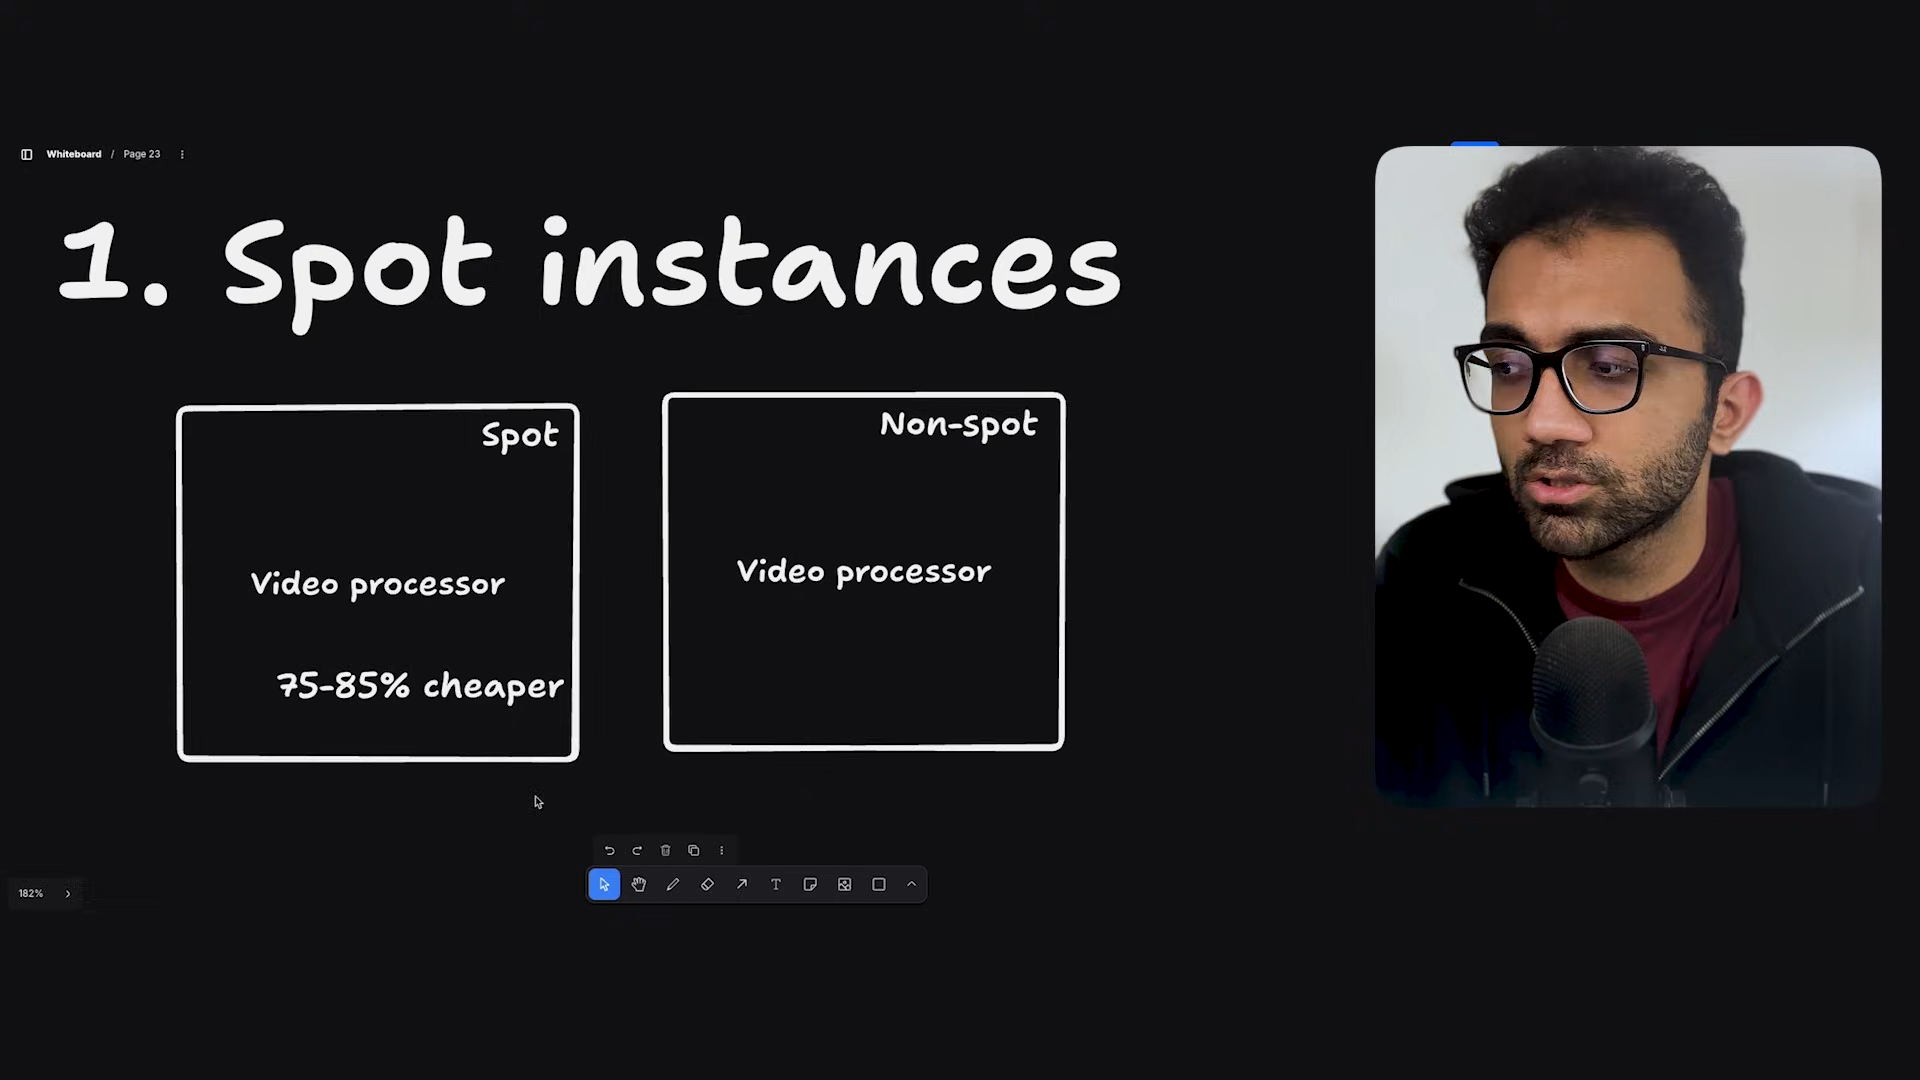 Whiteboard / Page 23
1. Spot instances
Spot
Video processor
75-85% cheaper
Non-spot
Video processor
182%
T